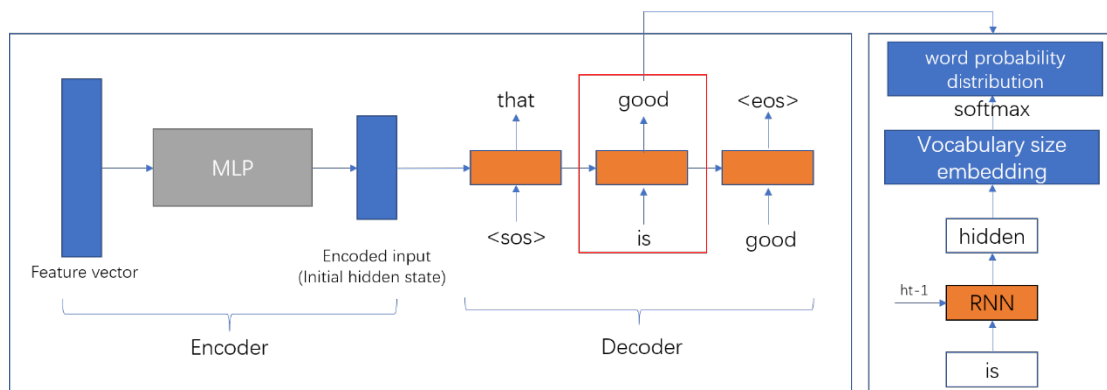 MLP
Feature vector
Encoded input
(Initial hidden state)
Encoder
that
good
<eos>
<sos>
is
good
Decoder
word probability
distribution
softmax
Vocabulary size
embedding
hidden
ht-1
RNN
is